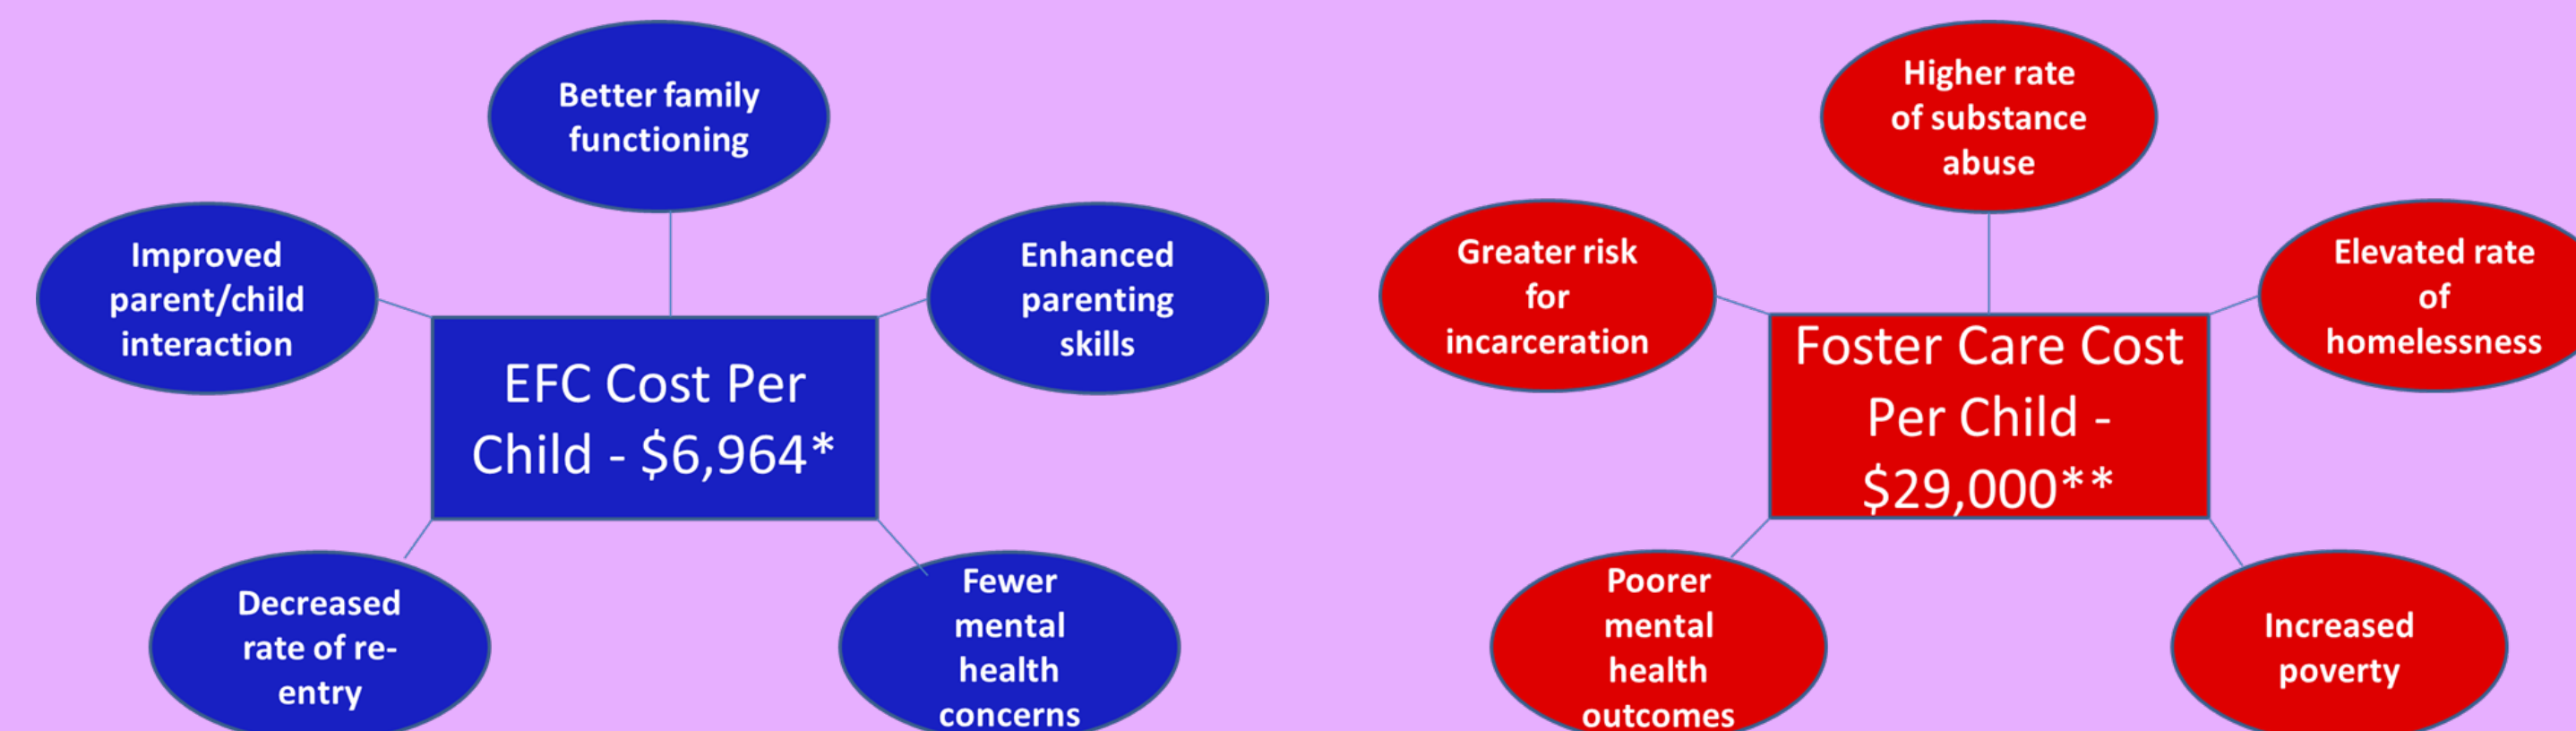 Better family
functioning
Improved
parent/child
interaction
Enhanced
parenting
skills
EFC Cost Per
Child - $6,964*
Decreased
rate of re-
entry
Fewer
mental
health
concerns
Higher rate
of substance
abuse
Greater risk
for
incarceration
Elevated rate
of
homelessness
Foster Care Cost
Per Child -
$29,000**
Poorer
mental
health
outcomes
Increased
poverty